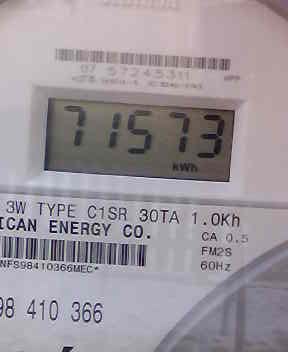 07 57245311
71573
kWh
3W TYPE C1SR 30TA 1.0Kh
ICAN ENERGY CO.
CA 0.5
FM2S
60Hz
NFS98410366MEC*
98 410 366